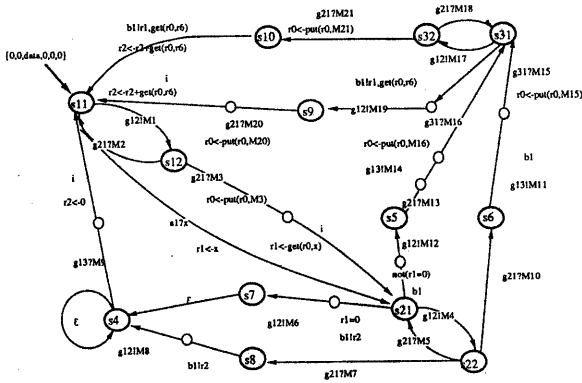 g21?M18
b1!r1,get(r0,r6)
g21?M21
s10
r0<-put(r0,M21)
s32
s31
r2<-r2+get(r0,r6)
g12!M17
{0,0,data,0,0,0}
b1!r1,get(r0,r6)
g31?M15
i
r0<-put(r0,M15)
r2<-r2+get(r0,r6)
s11
g12!M19
s9
g31?M16
g12!M1
g21?M20
r0<-put(r0,M20)
r0<-put(r0,M16)
g21?M2
s12
b1
g21?M3
g13!M14
g13!M11
i
r2<-0
r0<-put(r0,M3)
g21?M13
a1?x
i
s5
s6
r1<-x
r1<-get(r0,x)
g12!M12
g13?M9
not(r1=0)
g21?M10
b1
ε
s7
s21
s4
r1=0
g12!M4
ε
g12!M6
b1!r2
g21?M5
g12!M8
b1!r2
s8
s22
g21?M7